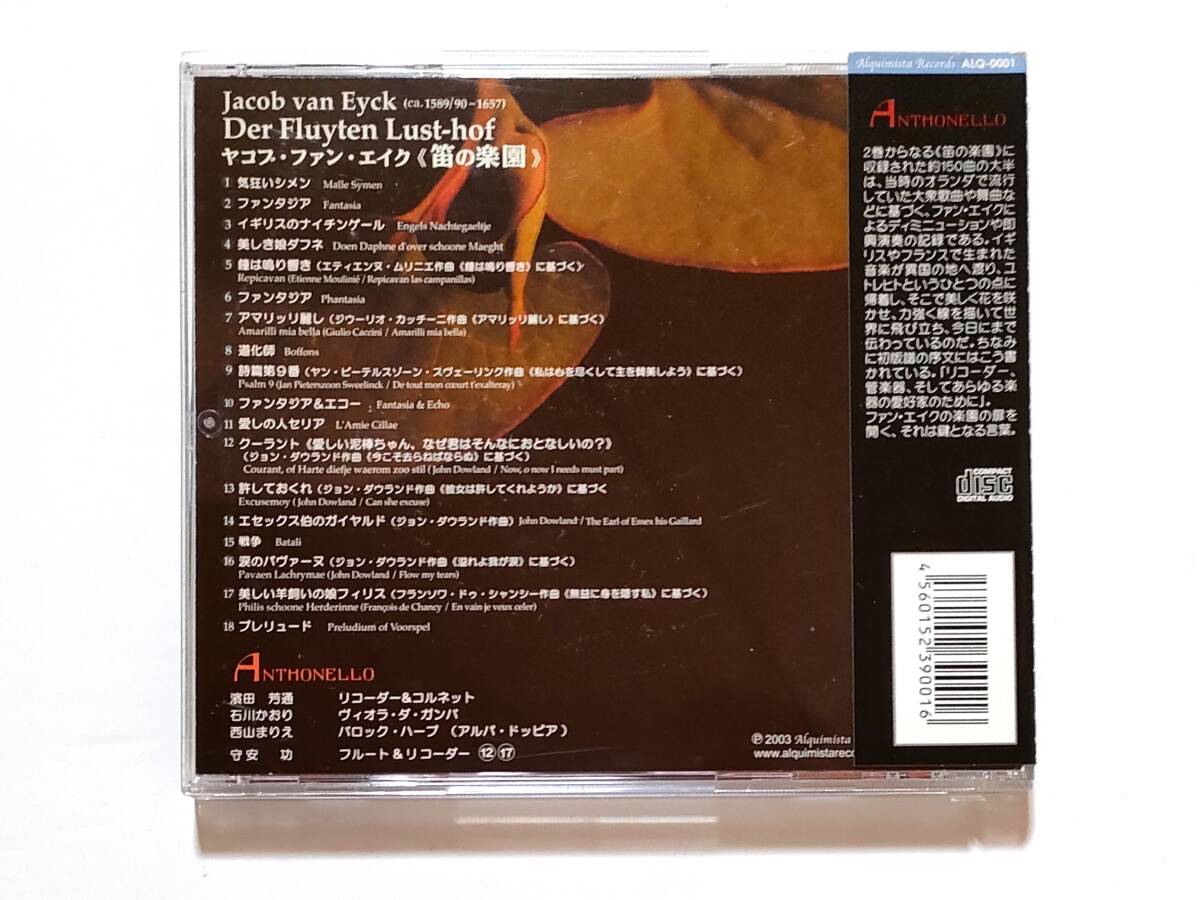 Jacob van Eyck (ca. 1589/90–1657)
Der Fluyten Lust-hof
ヤコブ・ファン・エイク《笛の楽園》
1 気狂いシメン Malle Symen
2 ファンタジア Fantasia
3 イギリスのナイチンゲール Engels Nachtegaeltje
4 美しき娘ダフネ Doen Daphne d'over schoone Maeght
5 鐘は鳴り響き（エティエンヌ・ムリニエ作曲《鐘は鳴り響き》に基づく）
Repicavan (Etienne Moulinié / Repicavan las campanillas)
6 ファンタジア Phantasia
7 アマリッリ麗し（ジウーリオ・カッチーニ作曲《アマリッリ麗し》に基づく）
Amarilli mia bella (Giulio Caccini / Amarilli mia bella)
8 道化師 Boffons
9 詩篇第9番（ヤン・ピーテルスゾーン・スヴェーリンク作曲《私は心を尽くして主を賛美しよう》に基づく）
Psalm 9 (Jan Pieterszoon Sweelinck / De tout mon cœurt t'exalteray)
10 ファンタジア&エコー Fantasia & Echo
11 愛しの人セリア L'Amie Cillae
12 クーラント《愛しい泥棒ちゃん、なぜ君はそんなにおとなしいの？》
（ジョン・ダウランド作曲《今こそ去らねばならぬ》に基づく）
Courant, of Harte diefje waerom zoo stil (John Dowland / Now, o now I needs must part)
13 許しておくれ（ジョン・ダウランド作曲《彼女は許してくれようか》に基づく
Excusemoy (John Dowland / Can she excuse)
14 エセックス伯のガイヤルド（ジョン・ダウランド作曲）John Dowland / The Earl of Essex his Gaillard
15 戦争 Batali
16 涙のパヴァーヌ（ジョン・ダウランド作曲《溢れよ我が涙》に基づく）
Pavaen Lachrymae (John Dowland / Flow my tears)
17 美しい羊飼いの娘フィリス（フランソワ・ドゥ・シャンシー作曲《無益に身を隠す私》に基づく）
Philis schoone Herderinne (François de Chancy / En vain je veux celer)
18 プレリュード Preludium of Voorspel
ANTHONELLO
濱田 芳通 リコーダー&コルネット
石川かおり ヴィオラ・ダ・ガンバ
西山まりえ バロック・ハープ（アルパ・ドッピア）
守安 功 フルート&リコーダー ⑫⑰
℗ 2003 Alquimista
www.alquimistareco
Alquimista Records ALQ-0001
ANTHONELLO
2巻からなる《笛の楽園》に
収録された約150曲の大半
は、当時のオランダで流行
していた大衆歌曲や舞曲な
どに基づく、ファン・エイクに
よるディミニューションや即
興演奏の記録である。イギ
リスやフランスで生まれた
音楽が異国の地へ渡り、ユ
トレヒトというひとつの点に
帰着し、そこで美しく花を咲
かせ、力強く線を描いて世
界に飛び立ち、今日にまで
伝わっているのだ。ちなみ
に初版譜の序文にはこう書
かれている。「リコーダー、
管楽器、そしてあらゆる楽
器の愛好家のために」。
ファン・エイクの楽園の扉を
開く、それは鍵となる言葉。
COMPACT
disc
DIGITAL AUDIO
4560152390016